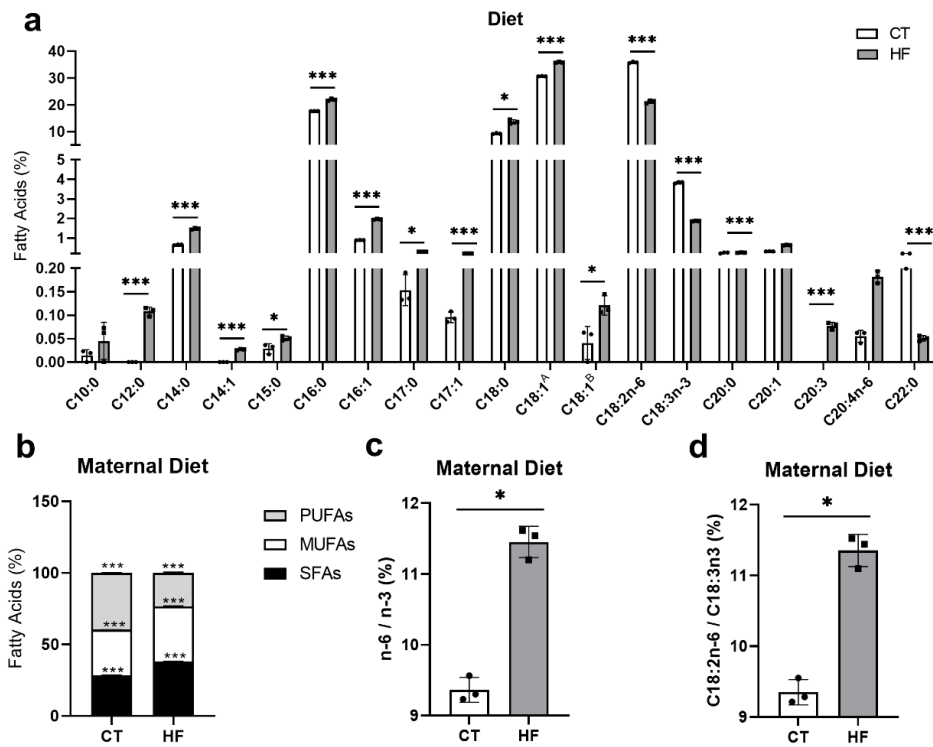 a
Diet
CT
HF
Fatty Acids (%)
40
30
20
10
5
4
3
2
1
0.20
0.15
0.10
0.05
0.00
***
***
*
***
***
***
***
*
***
*
***
*
***
***
***
***
***
C10:0
C12:0
C14:0
C14:1
C15:0
C16:0
C16:1
C17:0
C17:1
C18:0
C18:1A
C18:1B
C18:2n-6
C18:3n-3
C20:0
C20:1
C20:3
C20:4n-6
C22:0
b
Maternal Diet
Fatty Acids (%)
150
100
50
0
*** ***
*** ***
*** ***
CT HF
PUFAs
MUFAs
SFAs
c
Maternal Diet
*
n-6 / n-3 (%)
12
11
10
9
CT HF
d
Maternal Diet
*
C18:2n-6 / C18:3n3 (%)
12
11
10
9
CT HF